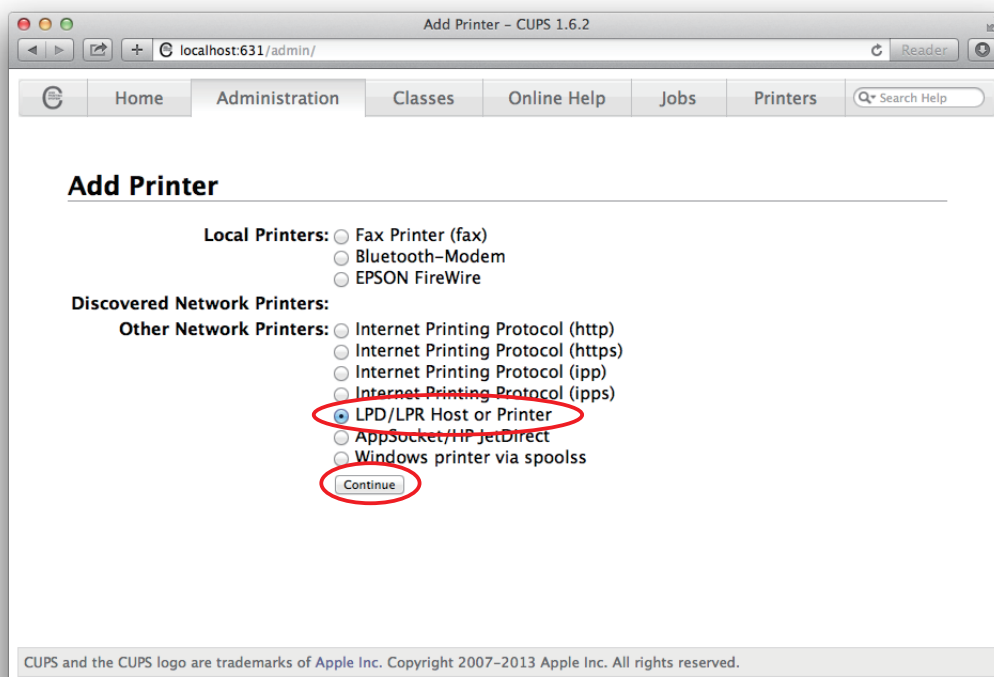 Add Printer – CUPS 1.6.2
localhost:631/admin/
Reader
Home Administration Classes Online Help Jobs Printers Search Help
Add Printer
Local Printers: Fax Printer (fax)
Bluetooth-Modem
EPSON FireWire
Discovered Network Printers:
Other Network Printers: Internet Printing Protocol (http)
Internet Printing Protocol (https)
Internet Printing Protocol (ipp)
Internet Printing Protocol (ipps)
LPD/LPR Host or Printer
AppSocket/HP JetDirect
Windows printer via spoolss
Continue
CUPS and the CUPS logo are trademarks of Apple Inc. Copyright 2007-2013 Apple Inc. All rights reserved.